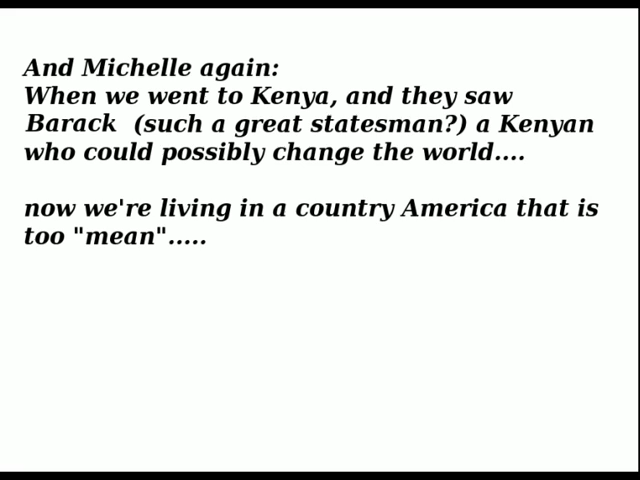 And Michelle again:
When we went to Kenya, and they saw
Barack (such a great statesman?) a Kenyan
who could possibly change the world....
now we're living in a country America that is
too "mean".....